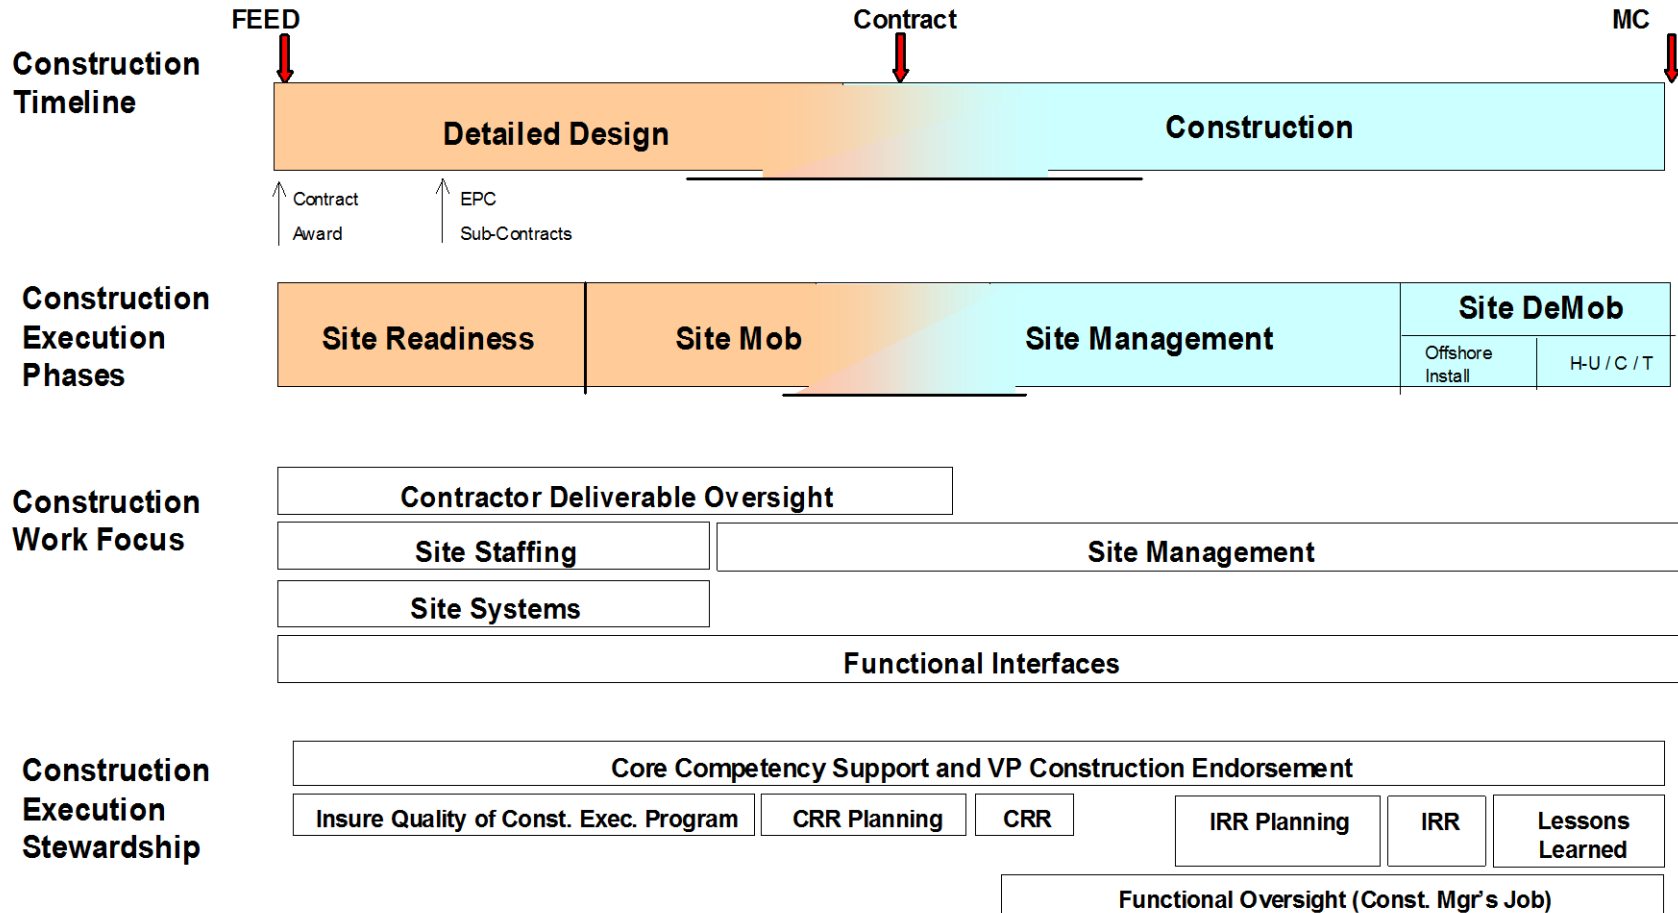 FEED
Contract
MC
Construction
Timeline
Detailed Design
Construction
Contract
Award
EPC
Sub-Contracts
Construction
Execution
Phases
Site Readiness
Site Mob
Site Management
Site DeMob
Offshore
Install
H-U / C / T
Construction
Work Focus
Contractor Deliverable Oversight
Site Staffing
Site Management
Site Systems
Functional Interfaces
Construction
Execution
Stewardship
Core Competency Support and VP Construction Endorsement
Insure Quality of Const. Exec. Program
CRR Planning
CRR
IRR Planning
IRR
Lessons
Learned
Functional Oversight (Const. Mgr's Job)